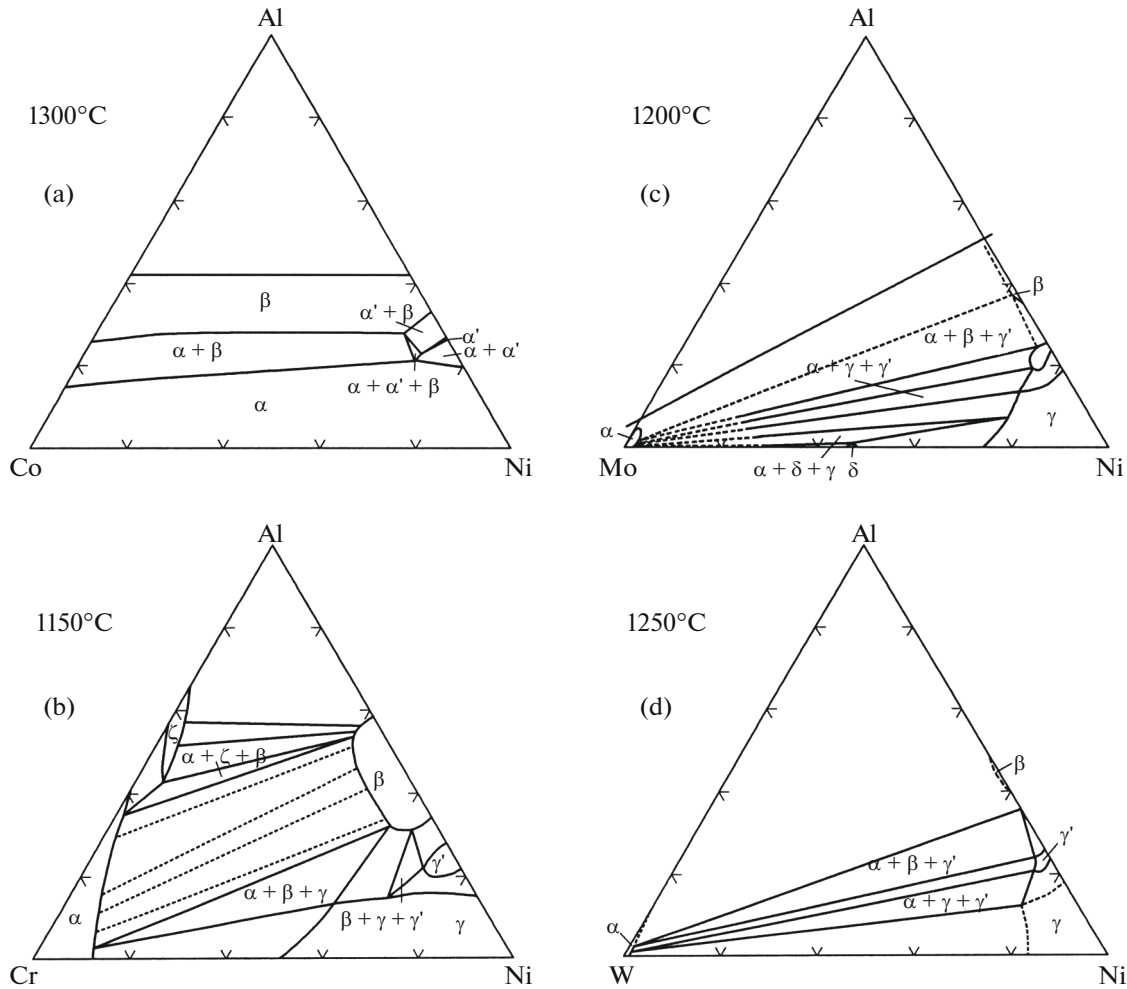 Al
1300°C
(a)
β
α' + β
α'
α + β
α + α'
α + α' + β
α
Co
Ni
Al
1200°C
(c)
β
α + β + γ'
α + γ + γ'
α
γ
Mo
Ni
α + δ + γ δ
Al
1150°C
(b)
ζ
α + ζ + β
β
γ'
α + β + γ
β + γ + γ'
α
γ
Cr
Ni
Al
1250°C
(d)
β
γ'
α + β + γ'
α + γ + γ'
α
γ
W
Ni